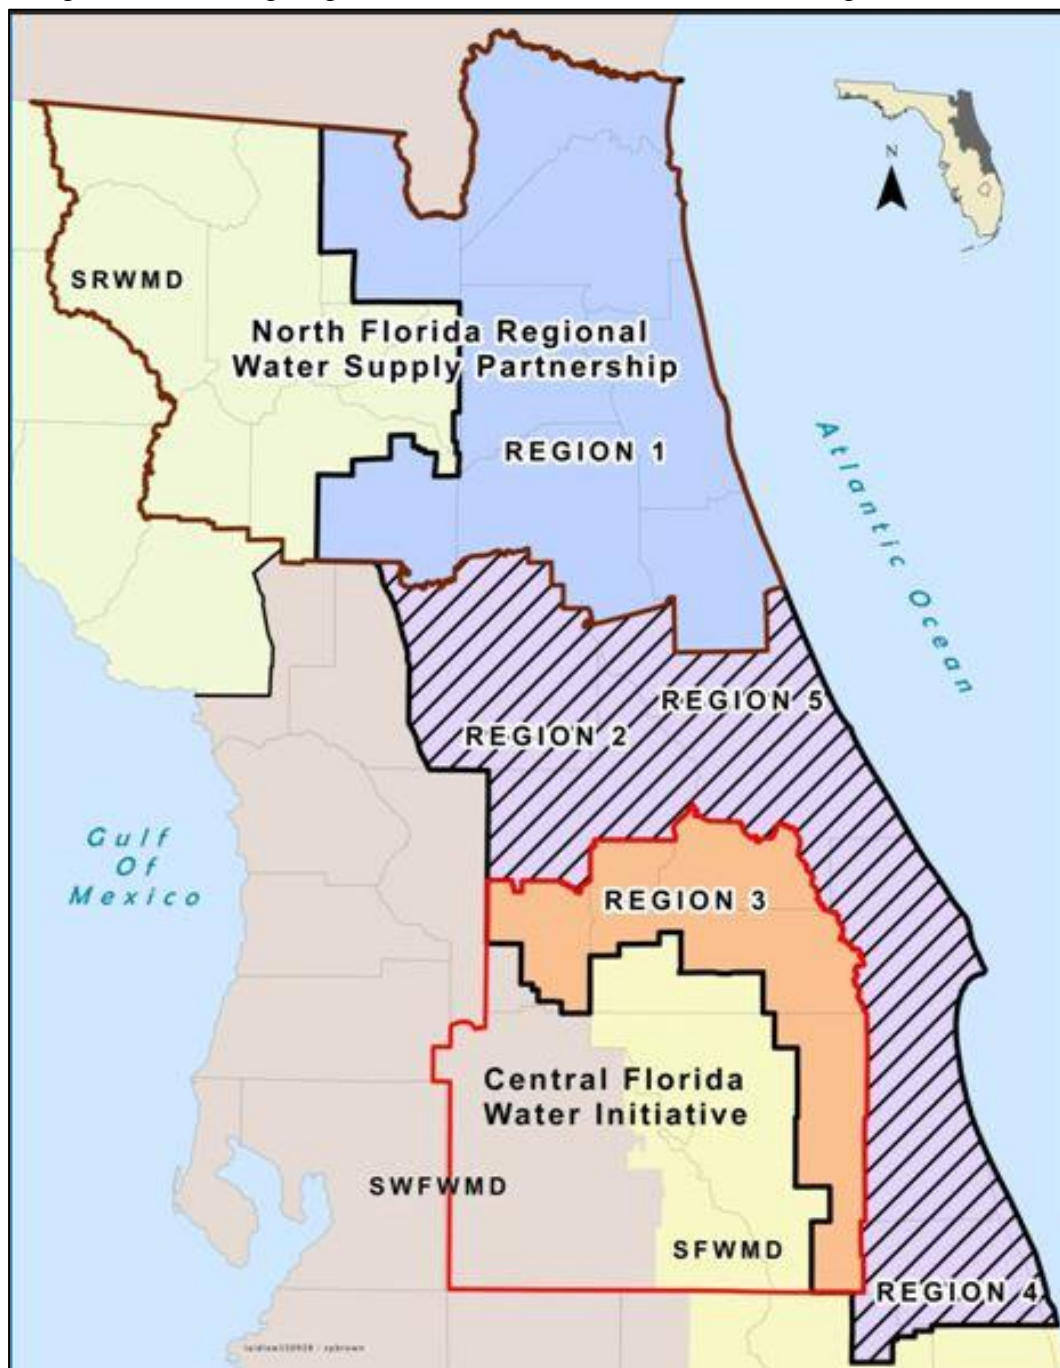 N
SRWMD
North Florida Regional
Water Supply Partnership
REGION 1
Atlantic Ocean
REGION 5
REGION 2
Gulf
Of
Mexico
REGION 3
Central Florida
Water Initiative
SWFWMD
SFWMD
REGION 4